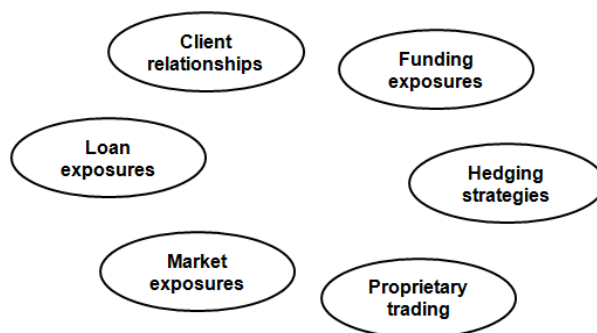 Client
relationships
Funding
exposures
Loan
exposures
Hedging
strategies
Market
exposures
Proprietary
trading